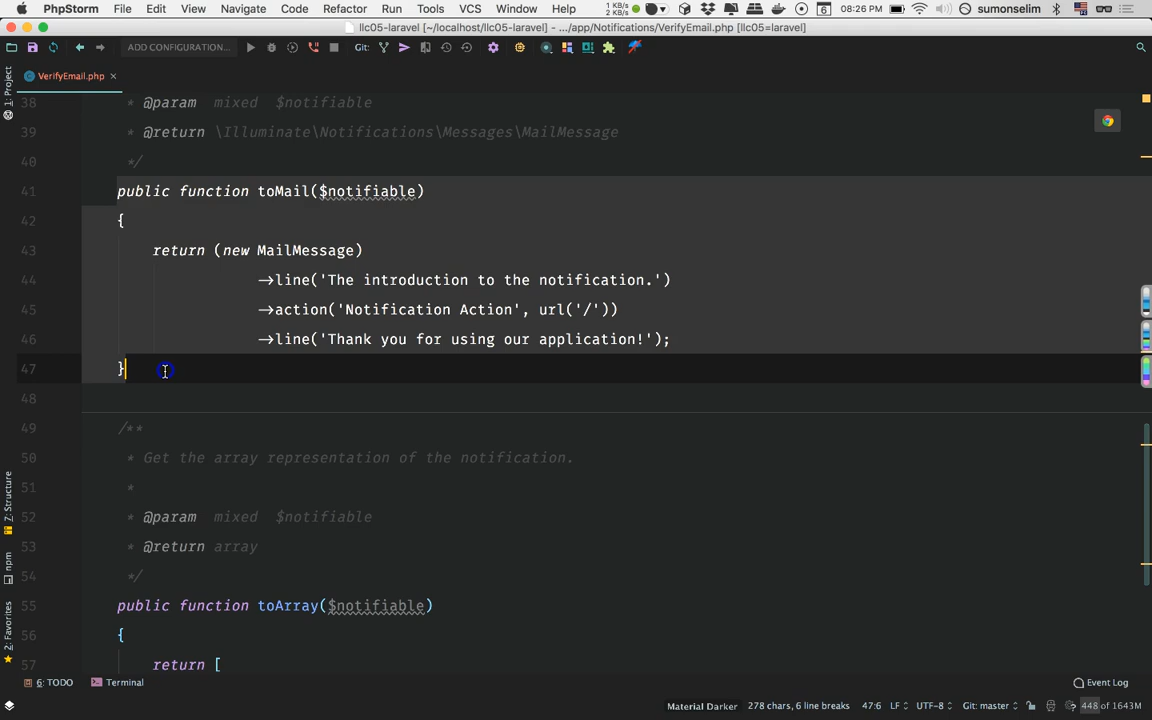 PhpStorm File Edit View Navigate Code Refactor Run Tools VCS Window Help 1 KB/s 2 KB/s 6 08:26 PM sumonselim
llc05-laravel [~/localhost/llc05-laravel] - .../app/Notifications/VerifyEmail.php [llc05=laravel]
ADD CONFIGURATION... Git:
VerifyEmail.php
1: Project
38 * @param mixed $notifiable
39 * @return \Illuminate\Notifications\Messages\MailMessage
40 */
41 public function toMail($notifiable)
42 {
43 return (new MailMessage)
44 →line('The introduction to the notification.')
45 →action('Notification Action', url('/'))
46 →line('Thank you for using our application!');
47 }
48
49 /**
50 * Get the array representation of the notification.
51 *
52 * @param mixed $notifiable
53 * @return array
54 */
55 public function toArray($notifiable)
56 {
57 return [
7: Structure
npm
2: Favorites
6: TODO Terminal Event Log
Material Darker 278 chars, 6 line breaks 47:6 LF UTF-8 Git: master 448 of 1643M